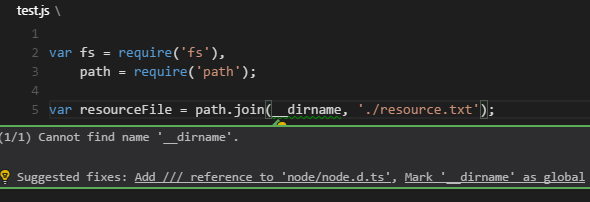 test.js \
1
2 var fs = require('fs'),
3 path = require('path');
4
5 var resourceFile = path.join(__dirname, './resource.txt');
(1/1) Cannot find name '__dirname'.
Suggested fixes: Add /// reference to 'node/node.d.ts', Mark '__dirname' as global